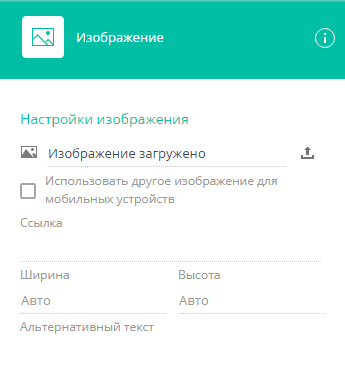 Изображение
Настройки изображения
Изображение загружено
Использовать другое изображение для
мобильных устройств
Ссылка
Ширина Высота
Авто Авто
Альтернативный текст